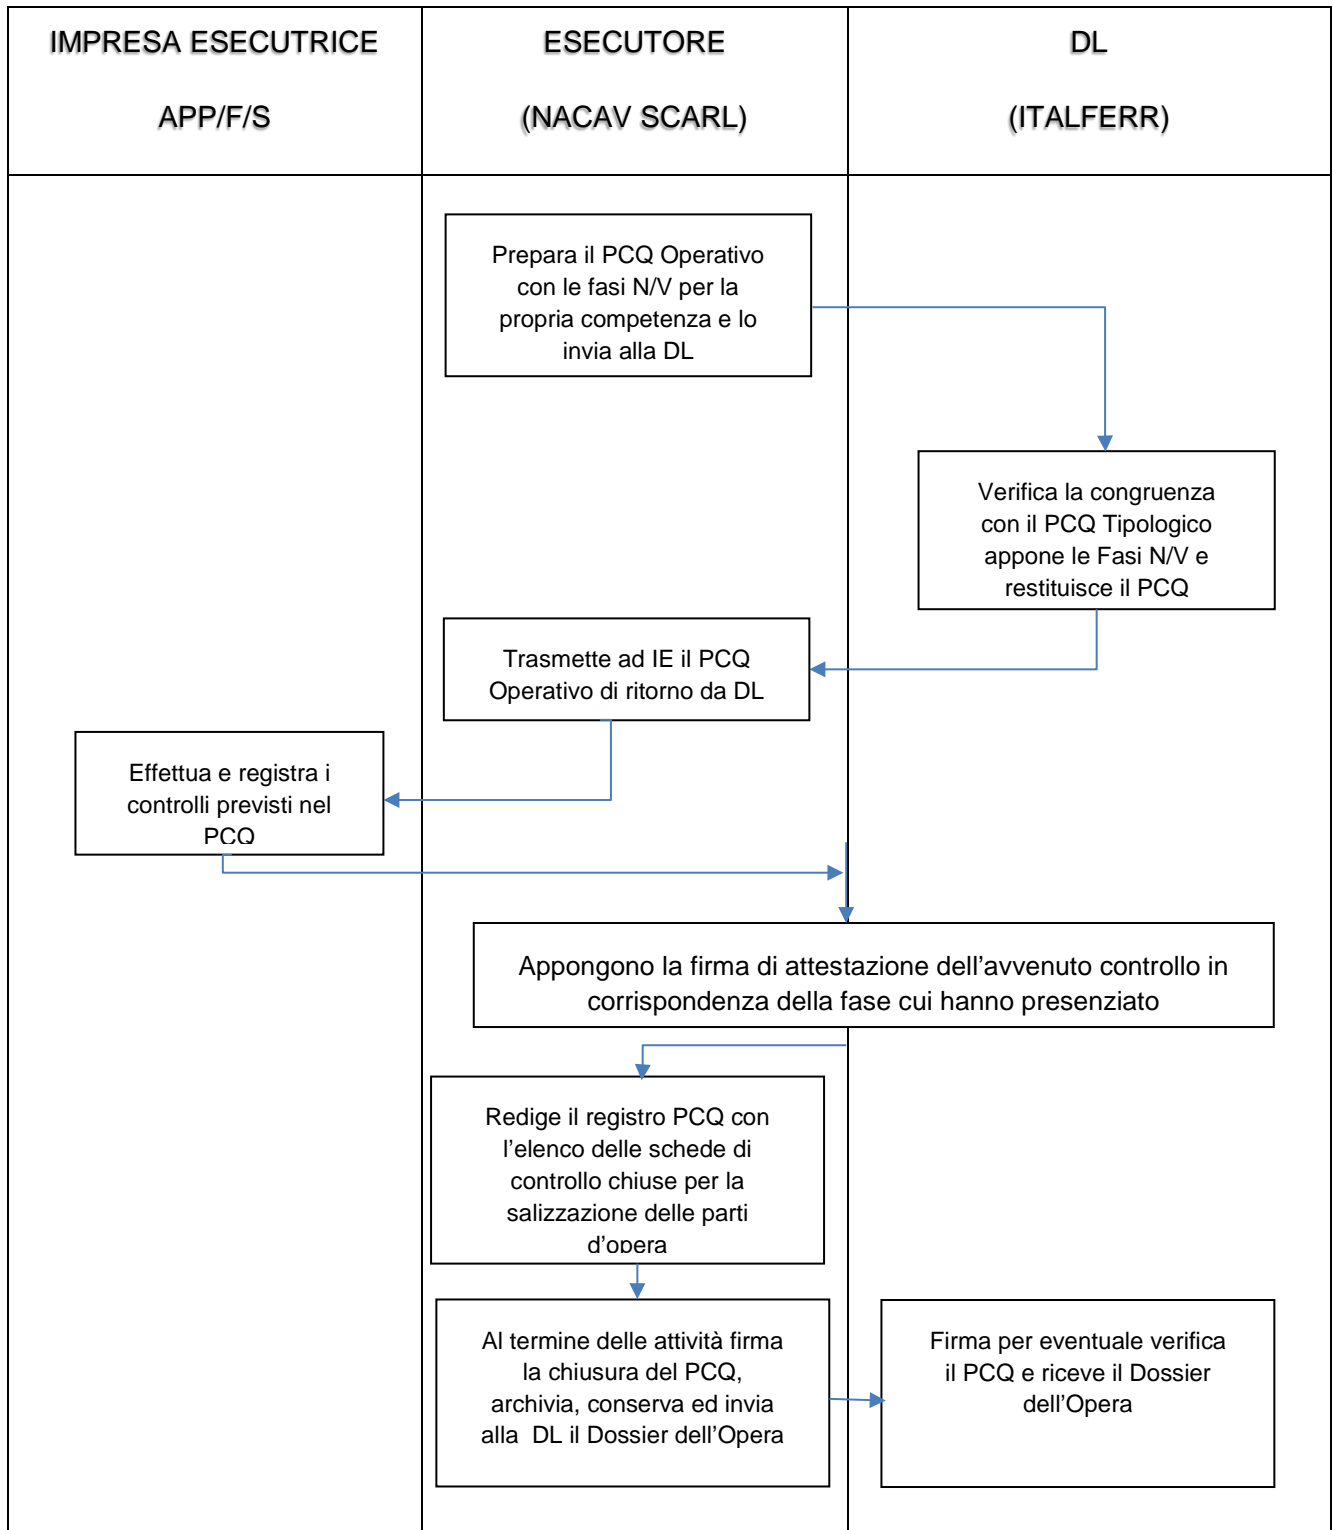 IMPRESA ESECUTRICE
APP/F/S
ESECUTORE
(NACAV SCARL)
DL
(ITALFERR)
Prepara il PCQ Operativo
con le fasi N/V per la
propria competenza e lo
invia alla DL
Verifica la congruenza
con il PCQ Tipologico
appone le Fasi N/V e
restituisce il PCQ
Trasmette ad IE il PCQ
Operativo di ritorno da DL
Effettua e registra i
controlli previsti nel
PCQ
Appongono la firma di attestazione dell’avvenuto controllo in
corrispondenza della fase cui hanno presenziato
Redige il registro PCQ con
l’elenco delle schede di
controllo chiuse per la
salizzazione delle parti
d’opera
Al termine delle attività firma
la chiusura del PCQ,
archivia, conserva ed invia
alla  DL il Dossier dell’Opera
Firma per eventuale verifica
il PCQ e riceve il Dossier
dell’Opera